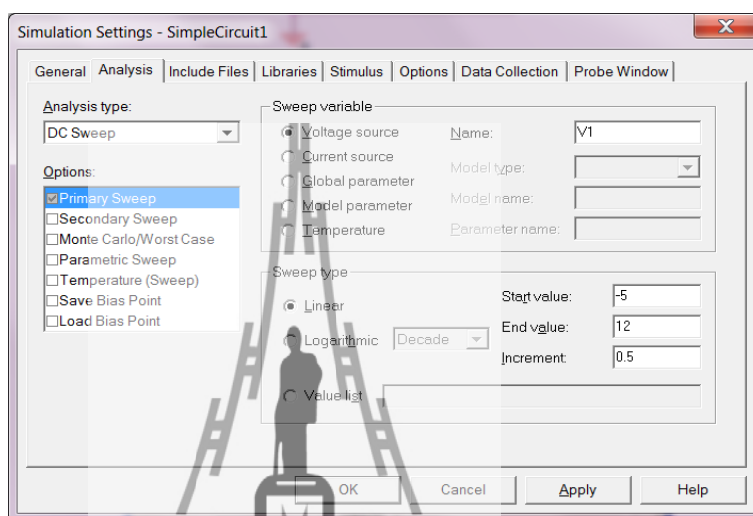 Simulation Settings - SimpleCircuit1
General Analysis Include Files Libraries Stimulus Options Data Collection Probe Window
Analysis type:
DC Sweep
Options:
Primary Sweep
Secondary Sweep
Monte Carlo/Worst Case
Parametric Sweep
Temperature (Sweep)
Save Bias Point
Load Bias Point
Sweep variable
Voltage source Name: V1
Current source
Model type:
Global parameter
Model parameter Model name:
Temperature Parameter name:
Sweep type
Linear
Logarithmic Decade
Value list
Start value: -5
End value: 12
Increment: 0.5
OK Cancel Apply Help